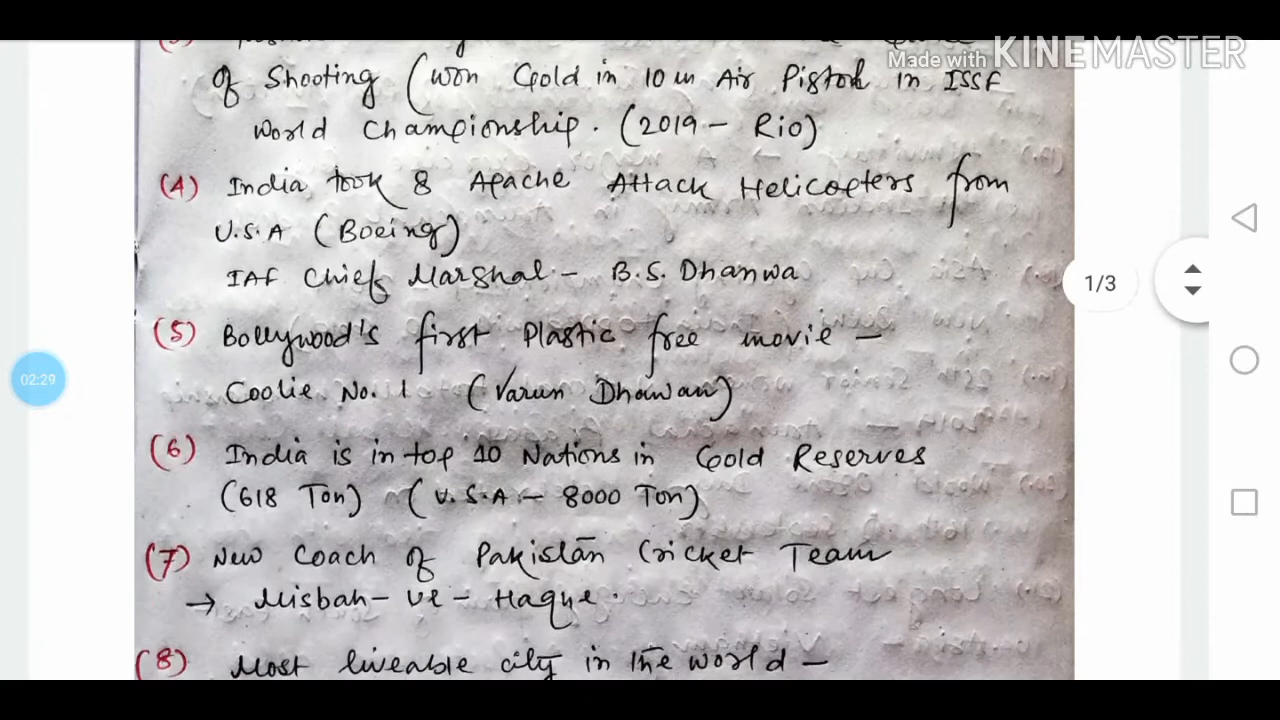 Made with KINEMASTER
of Shooting (won Gold in 10 m Air Pistol in ISSF
World Championship. (2019 - Rio)
(4) India took 8 Apache Attack Helicopters from
U.S.A (Boeing)
IAF Chief Marshal - B.S. Dhanwa
(5) Bollywood's first Plastic free movie -
Coolie No. 1 (Varun Dhawan)
(6) India is in top 10 Nations in Gold Reserves
(618 Ton) (U.S.A - 8000 Ton)
(7) New Coach of Pakistan Cricket Team
→ Misbah - Ul - Haque.
(8) Most liveable city in the world -
1/3
02:29